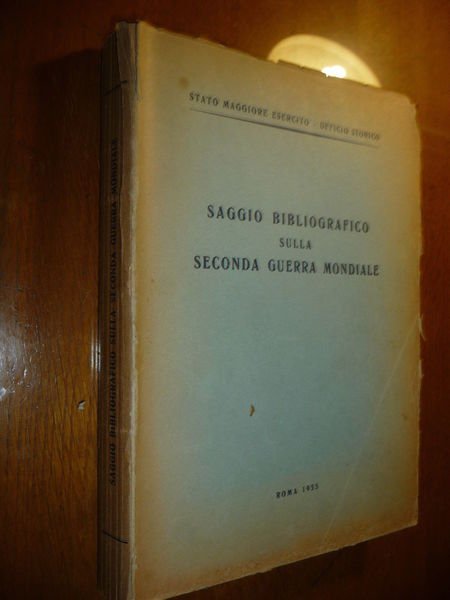 STATO MAGGIORE ESERCITO - UFFICIO STORICO
SAGGIO BIBLIOGRAFICO
SULLA
SECONDA GUERRA MONDIALE
ROMA 1955
SAGGIO BIBLIOGRAFICO SULLA SECONDA GUERRA MONDIALE